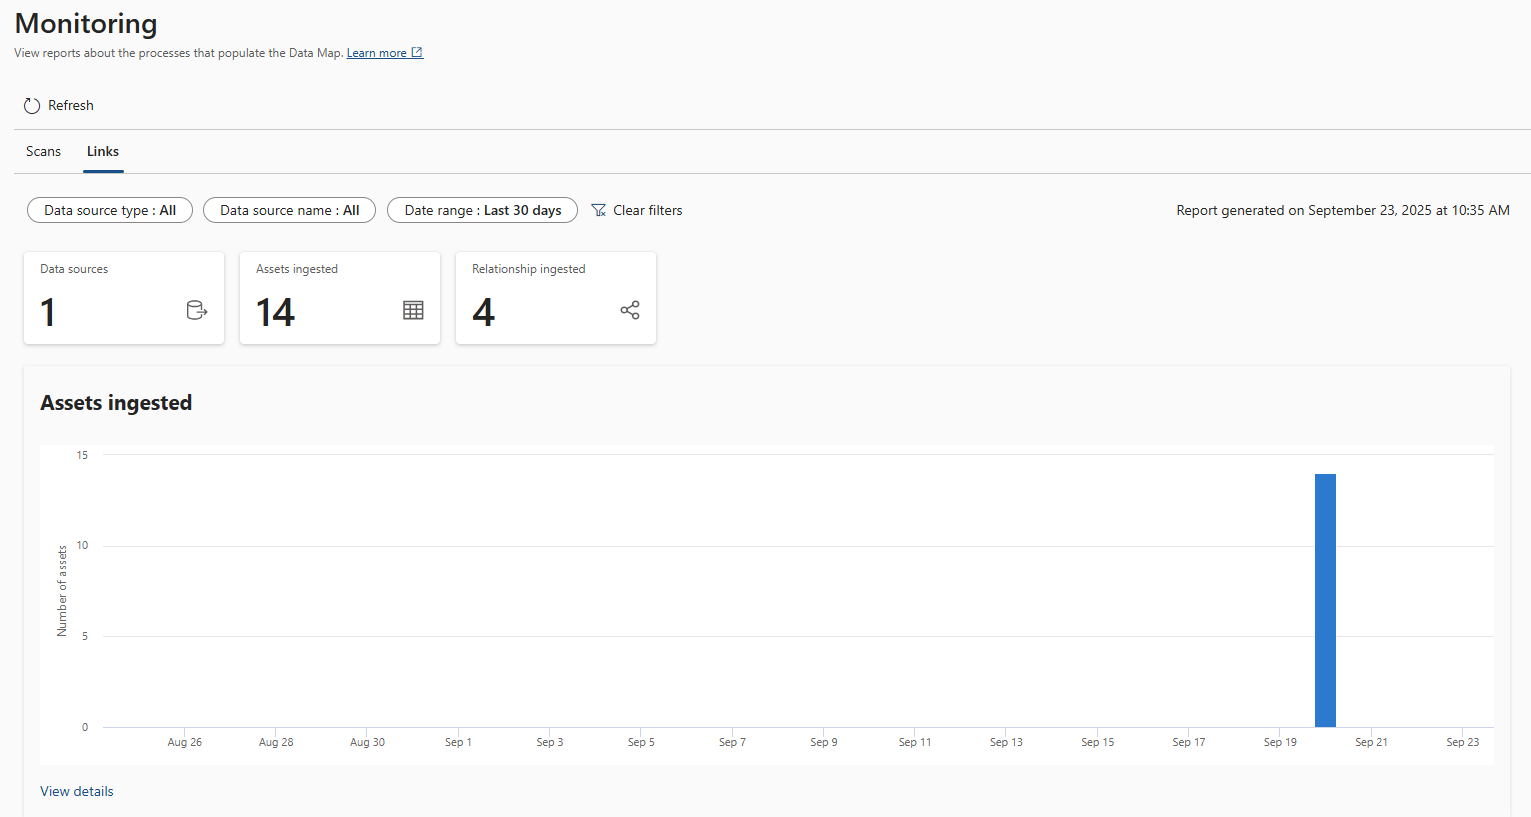 Monitoring
View reports about the processes that populate the Data Map. Learn more
Refresh
Scans Links
Data source type : All Data source name : All Date range : Last 30 days Clear filters Report generated on September 23, 2025 at 10:35 AM
Data sources Assets ingested Relationship ingested
1 14 4
Assets ingested
Number of assets
15
10
5
0
Aug 26 Aug 28 Aug 30 Sep 1 Sep 3 Sep 5 Sep 7 Sep 9 Sep 11 Sep 13 Sep 15 Sep 17 Sep 19 Sep 21 Sep 23
View details